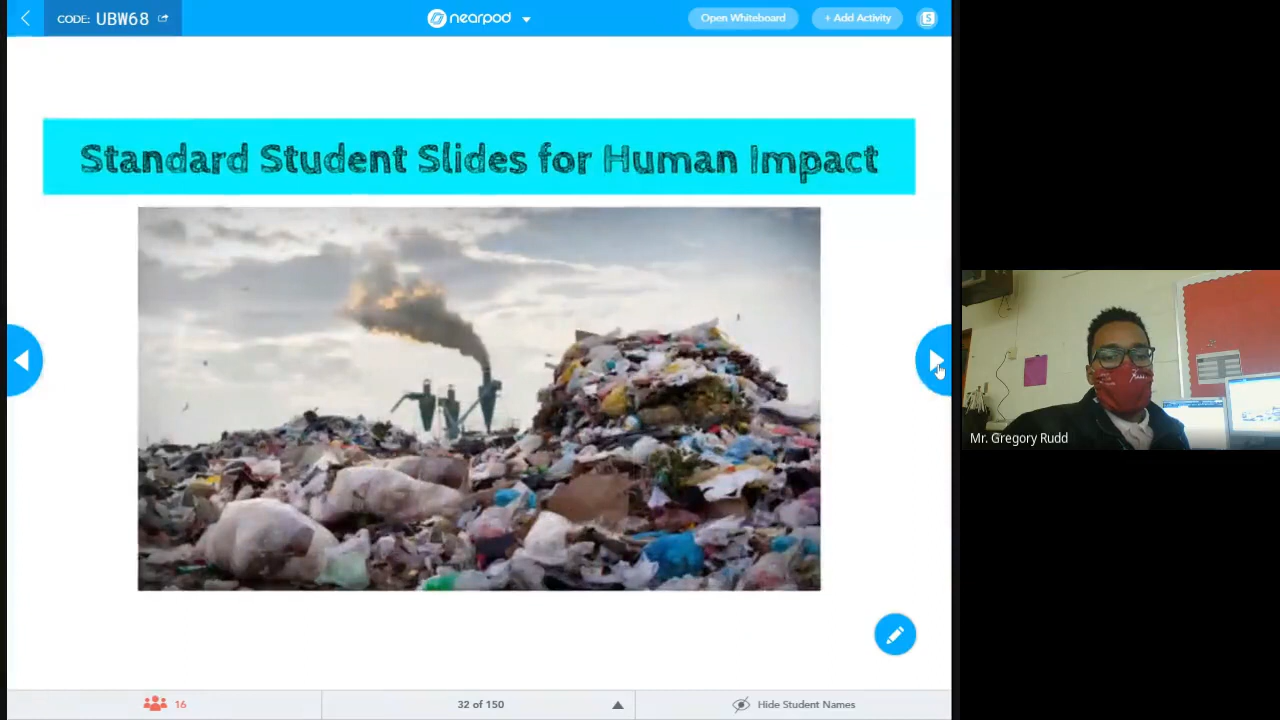 CODE: UBW68
nearpod
Open Whiteboard
+ Add Activity
S
Standard Student Slides for Human Impact
Mr. Gregory Rudd
16
32 of 150
Hide Student Names